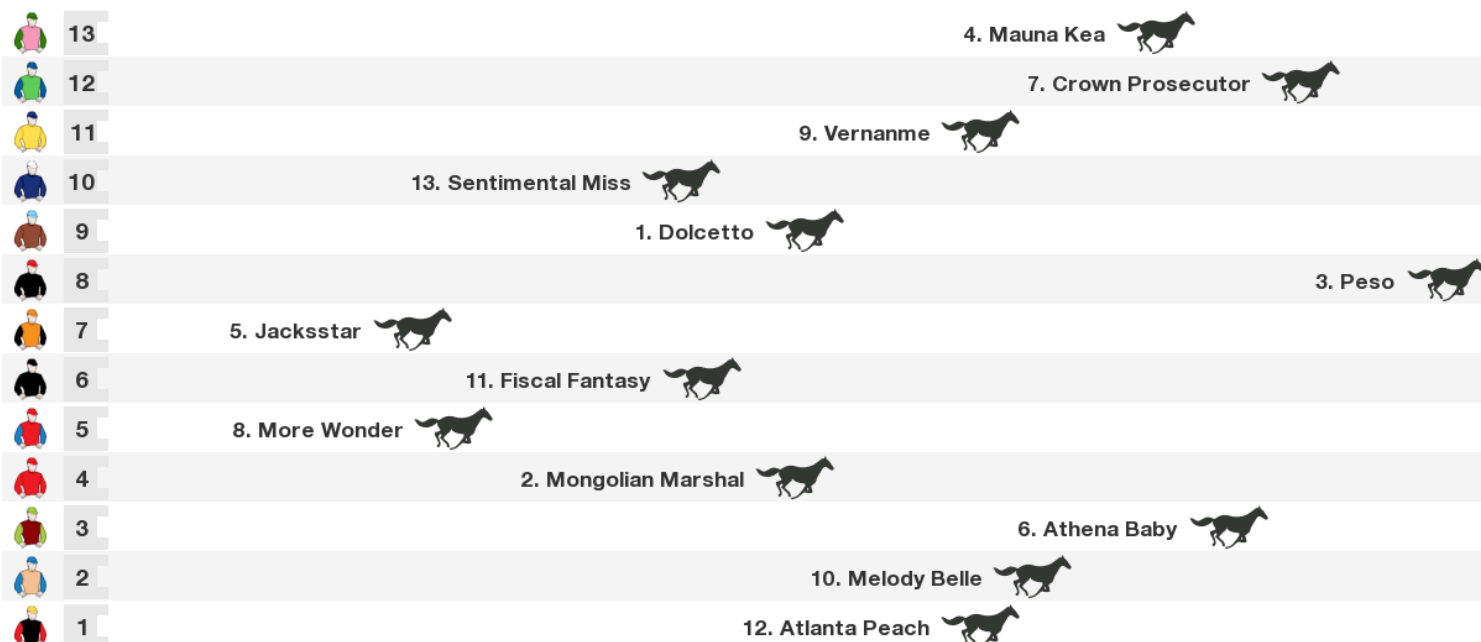 13 4. Mauna Kea
12 7. Crown Prosecutor
11 9. Vernanme
10 13. Sentimental Miss
9 1. Dolcetto
8 3. Peso
7 5. Jacksstar
6 11. Fiscal Fantasy
5 8. More Wonder
4 2. Mongolian Marshal
3 6. Athena Baby
2 10. Melody Belle
1 12. Atlanta Peach